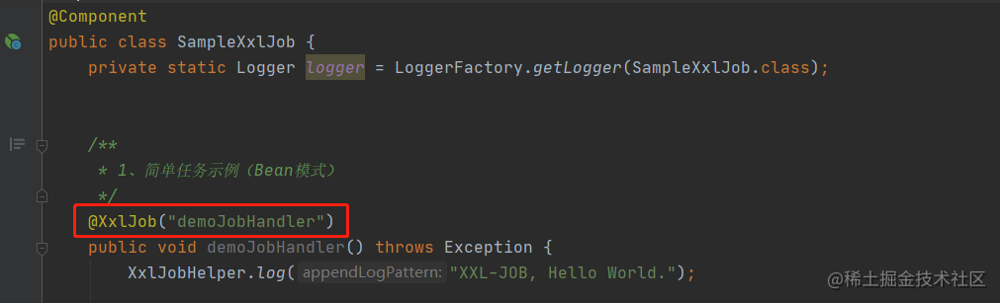 @Component
public class SampleXxlJob {
private static Logger logger = LoggerFactory.getLogger(SampleXxlJob.class);
/**
* 1、简单任务示例（Bean模式）
*/
@XxlJob("demoJobHandler")
public void demoJobHandler() throws Exception {
XxlJobHelper.log( appendLogPattern: "XXL-JOB, Hello World.");
@稀土掘金技术社区